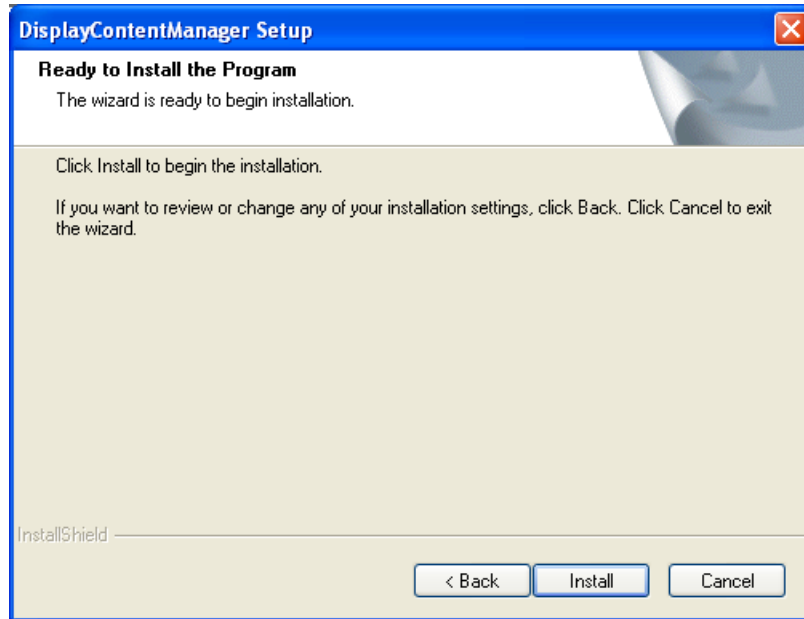 DisplayContentManager Setup
Ready to Install the Program
The wizard is ready to begin installation.
Click Install to begin the installation.
If you want to review or change any of your installation settings, click Back. Click Cancel to exit
the wizard.
InstallShield
< Back Install Cancel